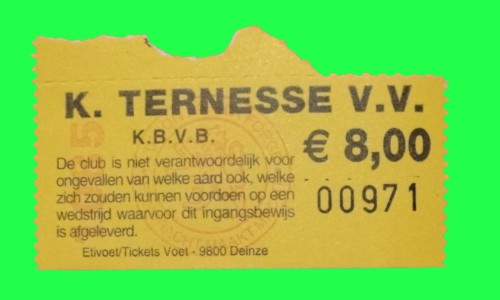 K. TERNESSE V.V.
K.B.V.B.
€ 8,00
De club is niet verantwoordelijk voor
ongevallen van welke aard ook, welke
zich zouden kunnen voordoen op een
wedstrijd waarvoor dit ingangsbewijs
is afgeleverd.
00971
Etivoet/Tickets Voet - 9800 Deinze